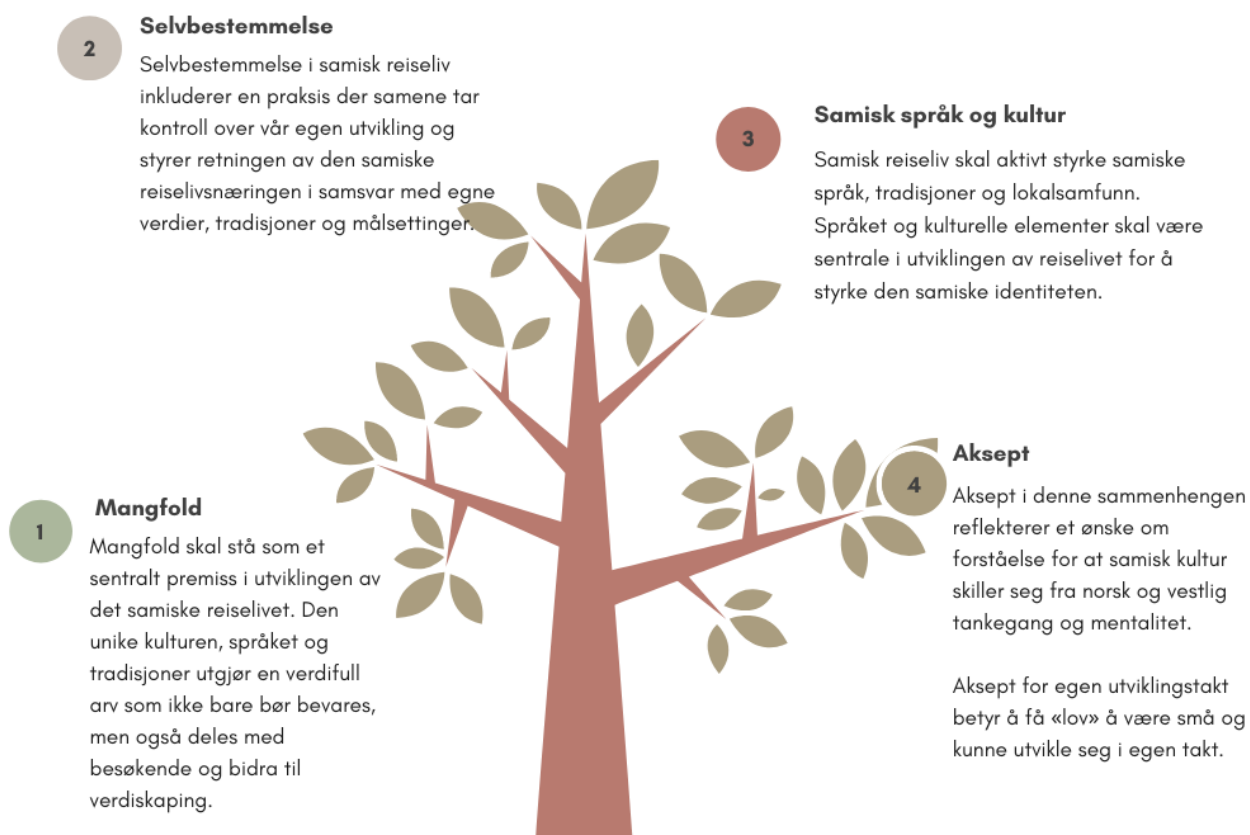 1
Mangfold
Mangfold skal stå som et
sentralt premiss i utviklingen av
det samiske reiselivet. Den
unike kulturen, språket og
tradisjoner utgjør en verdifull
arv som ikke bare bør bevares,
men også deles med
besøkende og bidra til
verdiskaping.
2
Selvbestemmelse
Selvbestemmelse i samisk reiseliv
inkluderer en praksis der samene tar
kontroll over vår egen utvikling og
styrer retningen av den samiske
reiselivsnæringen i samsvar med egne
verdier, tradisjoner og målsettinger.
3
Samisk språk og kultur
Samisk reiseliv skal aktivt styrke samiske
språk, tradisjoner og lokalsamfunn.
Språket og kulturelle elementer skal være
sentrale i utviklingen av reiselivet for å
styrke den samiske identiteten.
4
Aksept
Aksept i denne sammenhengen
reflekterer et ønske om
forståelse for at samisk kultur
skiller seg fra norsk og vestlig
tankegang og mentalitet.
Aksept for egen utviklingstakt
betyr å få «lov» å være små og
kunne utvikle seg i egen takt.